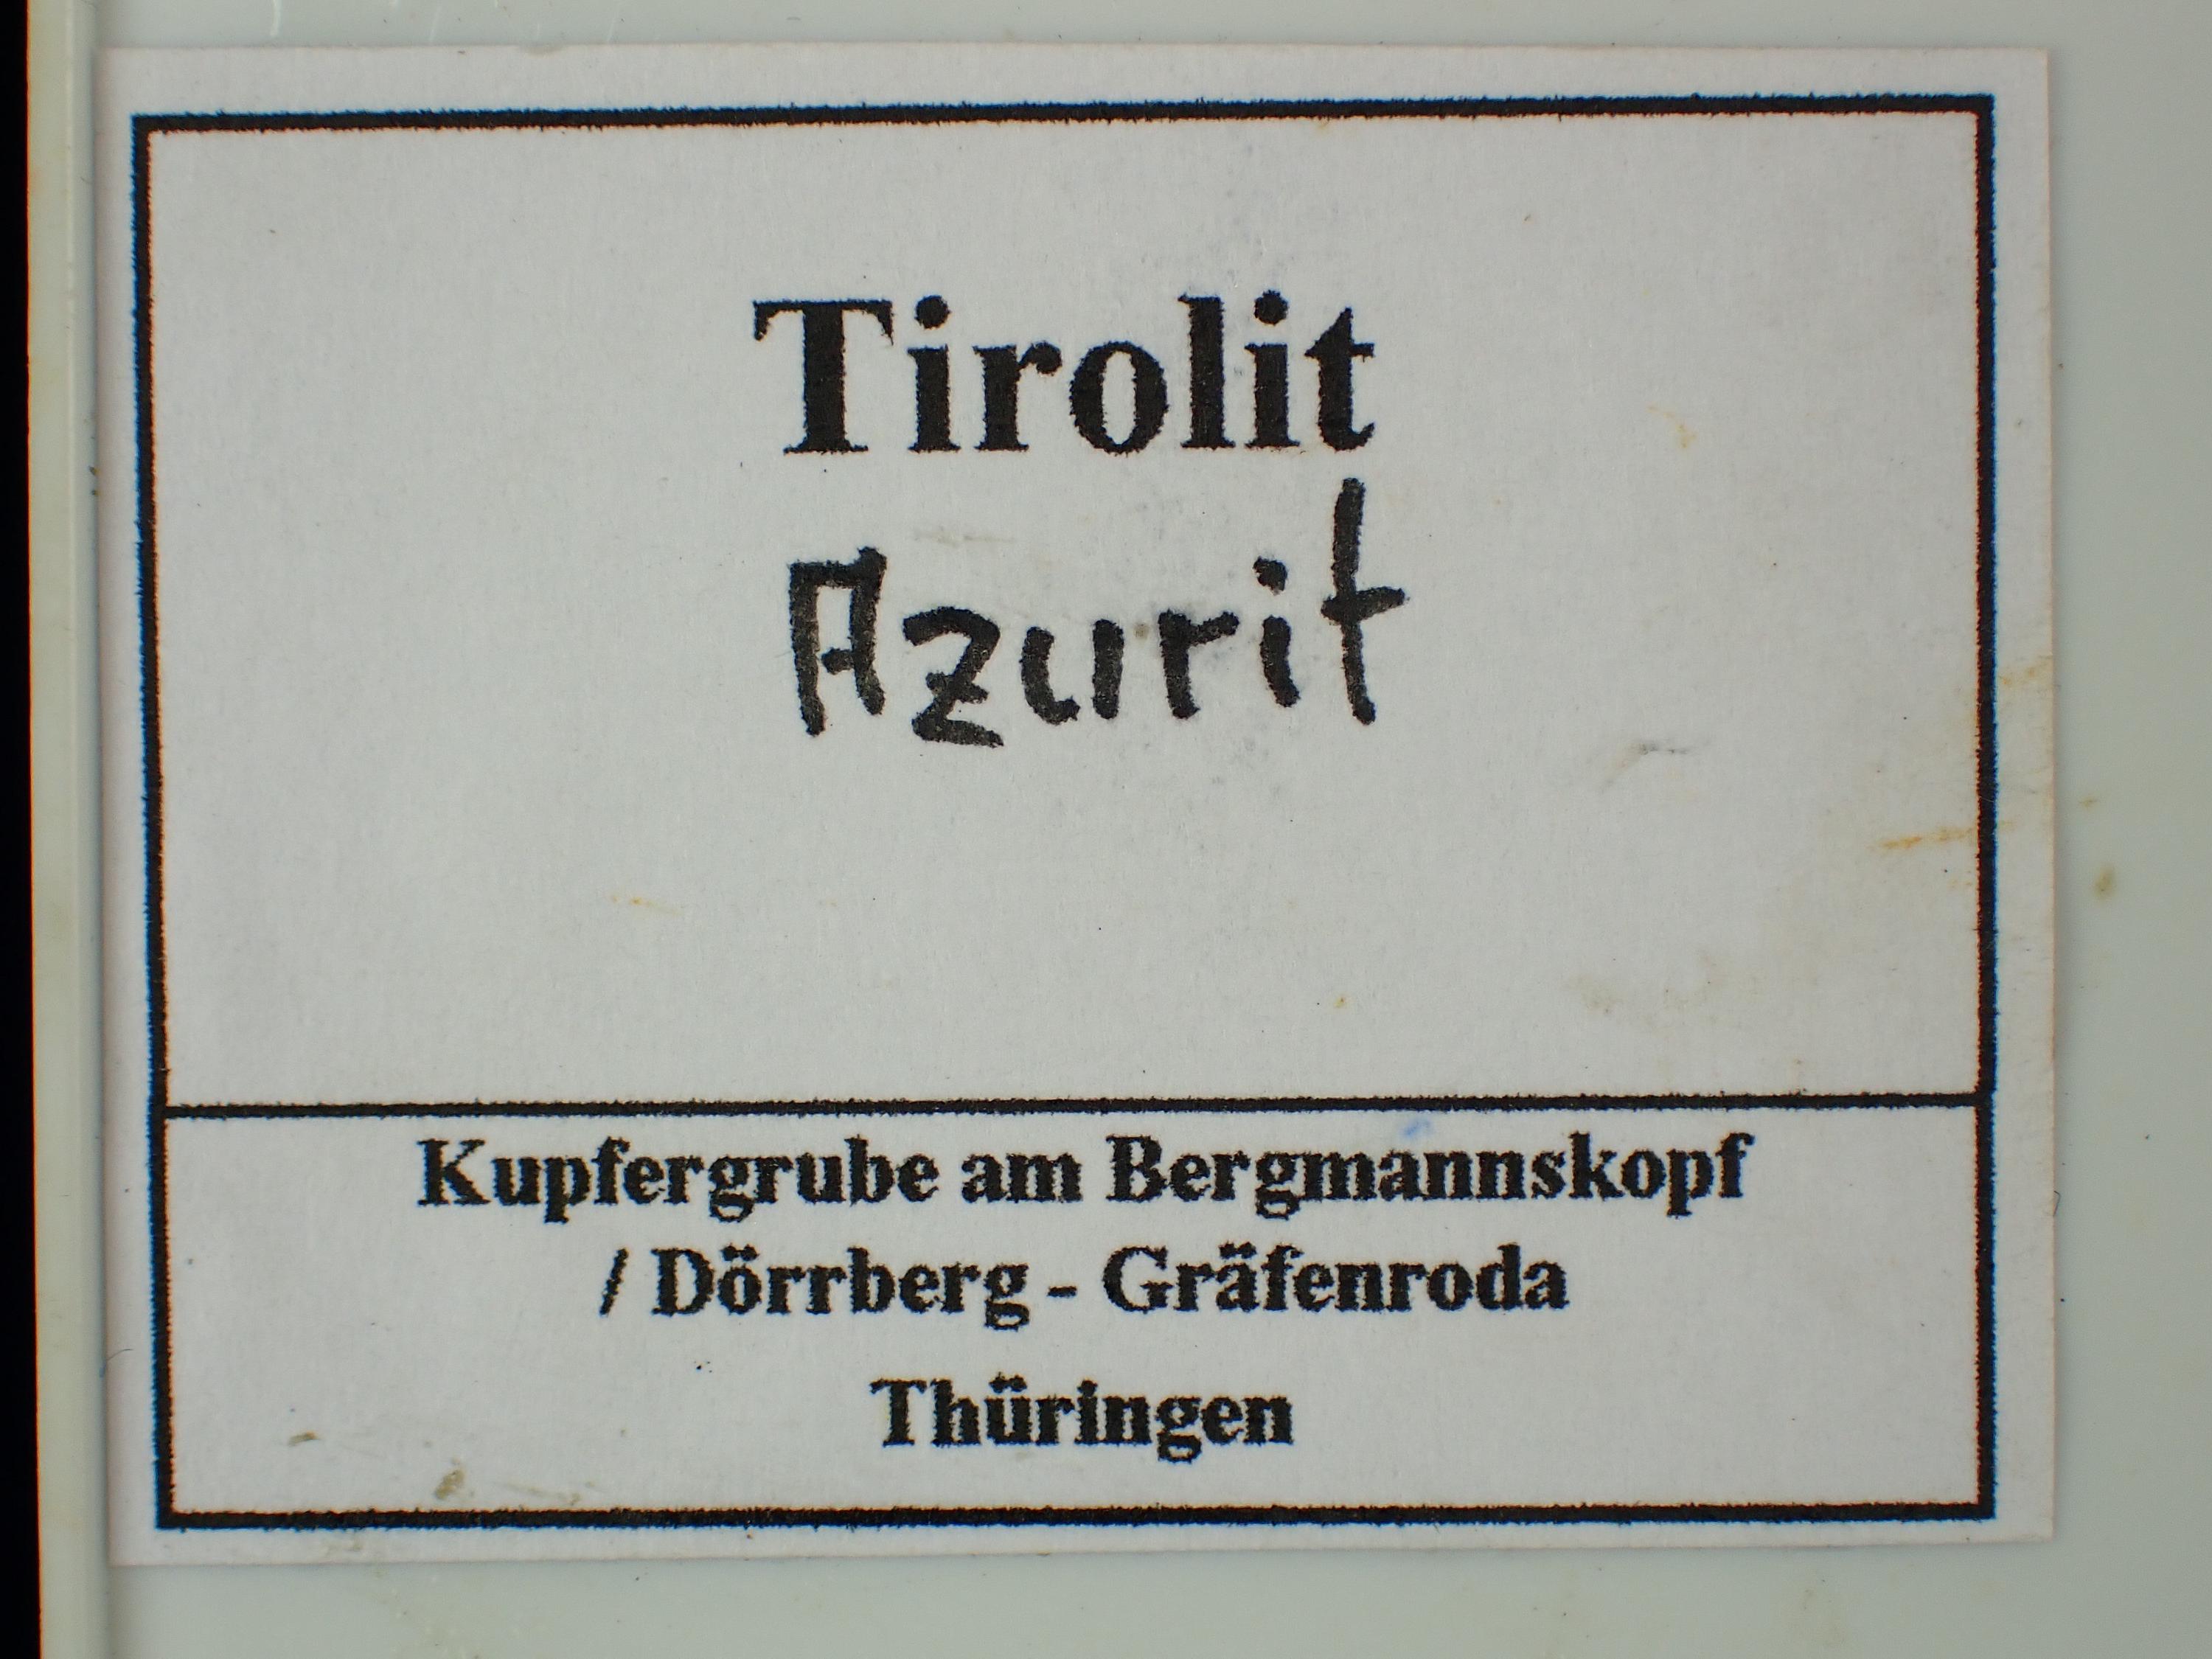 Tirolit
Azurit
Kupfergrube am Bergmannskopf
/ Dörrberg - Gräfenroda
Thüringen